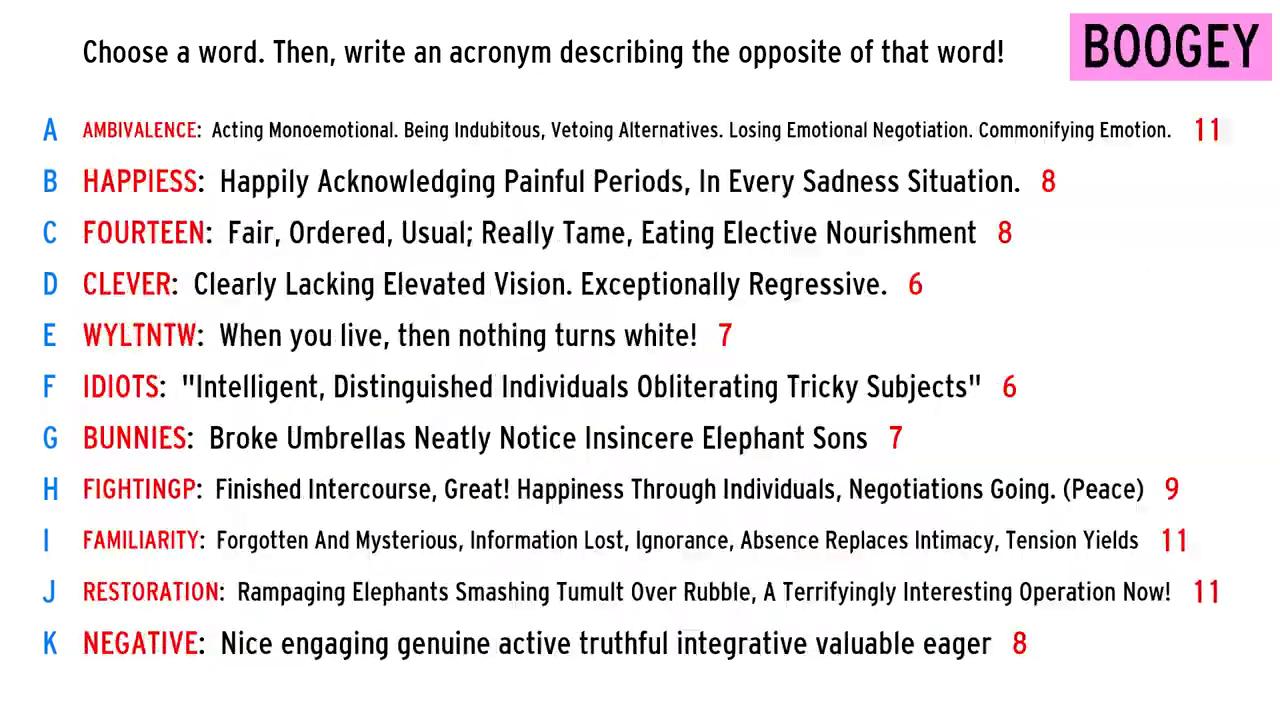 Choose a word. Then, write an acronym describing the opposite of that word!
BOOGEY
A AMBIVALENCE: Acting Monoemotional. Being Indubitous, Vetoing Alternatives. Losing Emotional Negotiation. Commonifying Emotion. 11
B HAPPIESS: Happily Acknowledging Painful Periods, In Every Sadness Situation. 8
C FOURTEEN: Fair, Ordered, Usual; Really Tame, Eating Elective Nourishment 8
D CLEVER: Clearly Lacking Elevated Vision. Exceptionally Regressive. 6
E WYLTNTW: When you live, then nothing turns white! 7
F IDIOTS: "Intelligent, Distinguished Individuals Obliterating Tricky Subjects" 6
G BUNNIES: Broke Umbrellas Neatly Notice Insincere Elephant Sons 7
H FIGHTINGP: Finished Intercourse, Great! Happiness Through Individuals, Negotiations Going. (Peace) 9
I FAMILIARITY: Forgotten And Mysterious, Information Lost, Ignorance, Absence Replaces Intimacy, Tension Yields 11
J RESTORATION: Rampaging Elephants Smashing Tumult Over Rubble, A Terrifyingly Interesting Operation Now! 11
K NEGATIVE: Nice engaging genuine active truthful integrative valuable eager 8